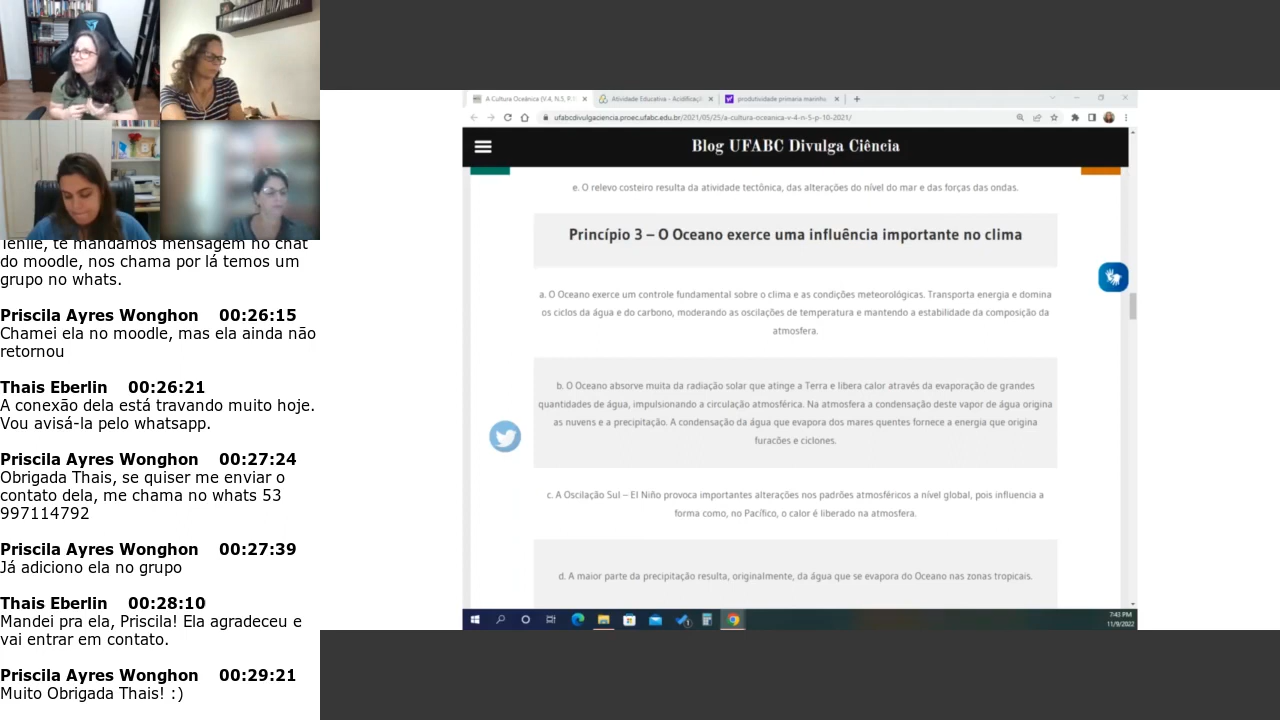 Tenile, te mandamos mensagem no chat
do moodle, nos chama por lá temos um
grupo no whats.
Priscila Ayres Wonghon 00:26:15
Chamei ela no moodle, mas ela ainda não
retornou
Thais Eberlin 00:26:21
A conexão dela está travando muito hoje.
Vou avisá-la pelo whatsapp.
Priscila Ayres Wonghon 00:27:24
Obrigada Thais, se quiser me enviar o
contato dela, me chama no whats 53
997114792
Priscila Ayres Wonghon 00:27:39
Já adiciono ela no grupo
Thais Eberlin 00:28:10
Mandei pra ela, Priscila! Ela agradeceu e
vai entrar em contato.
Priscila Ayres Wonghon 00:29:21
Muito Obrigada Thais! :)
A Cultura Oceânica (V.4, N.5, P.
Atividade Educativa - Acidificaçã
produtividade primaria marinho
ufabcdivulgaciencia.proec.ufabc.edu.br/2021/05/25/a-cultura-oceanica-v-4-n-5-p-10-2021/
Blog UFABC Divulga Ciência
e. O relevo costeiro resulta da atividade tectônica, das alterações do nível do mar e das forças das ondas.
Princípio 3 – O Oceano exerce uma influência importante no clima
a. O Oceano exerce um controle fundamental sobre o clima e as condições meteorológicas. Transporta energia e domina
os ciclos da água e do carbono, moderando as oscilações de temperatura e mantendo a estabilidade da composição da
atmosfera.
b. O Oceano absorve muita da radiação solar que atinge a Terra e libera calor através da evaporação de grandes
quantidades de água, impulsionando a circulação atmosférica. Na atmosfera a condensação deste vapor de água origina
as nuvens e a precipitação. A condensação da água que evapora dos mares quentes fornece a energia que origina
furacões e ciclones.
c. A Oscilação Sul – El Niño provoca importantes alterações nos padrões atmosféricos a nível global, pois influencia a
forma como, no Pacífico, o calor é liberado na atmosfera.
d. A maior parte da precipitação resulta, originalmente, da água que se evapora do Oceano nas zonas tropicais.
7:43 PM
11/9/2022